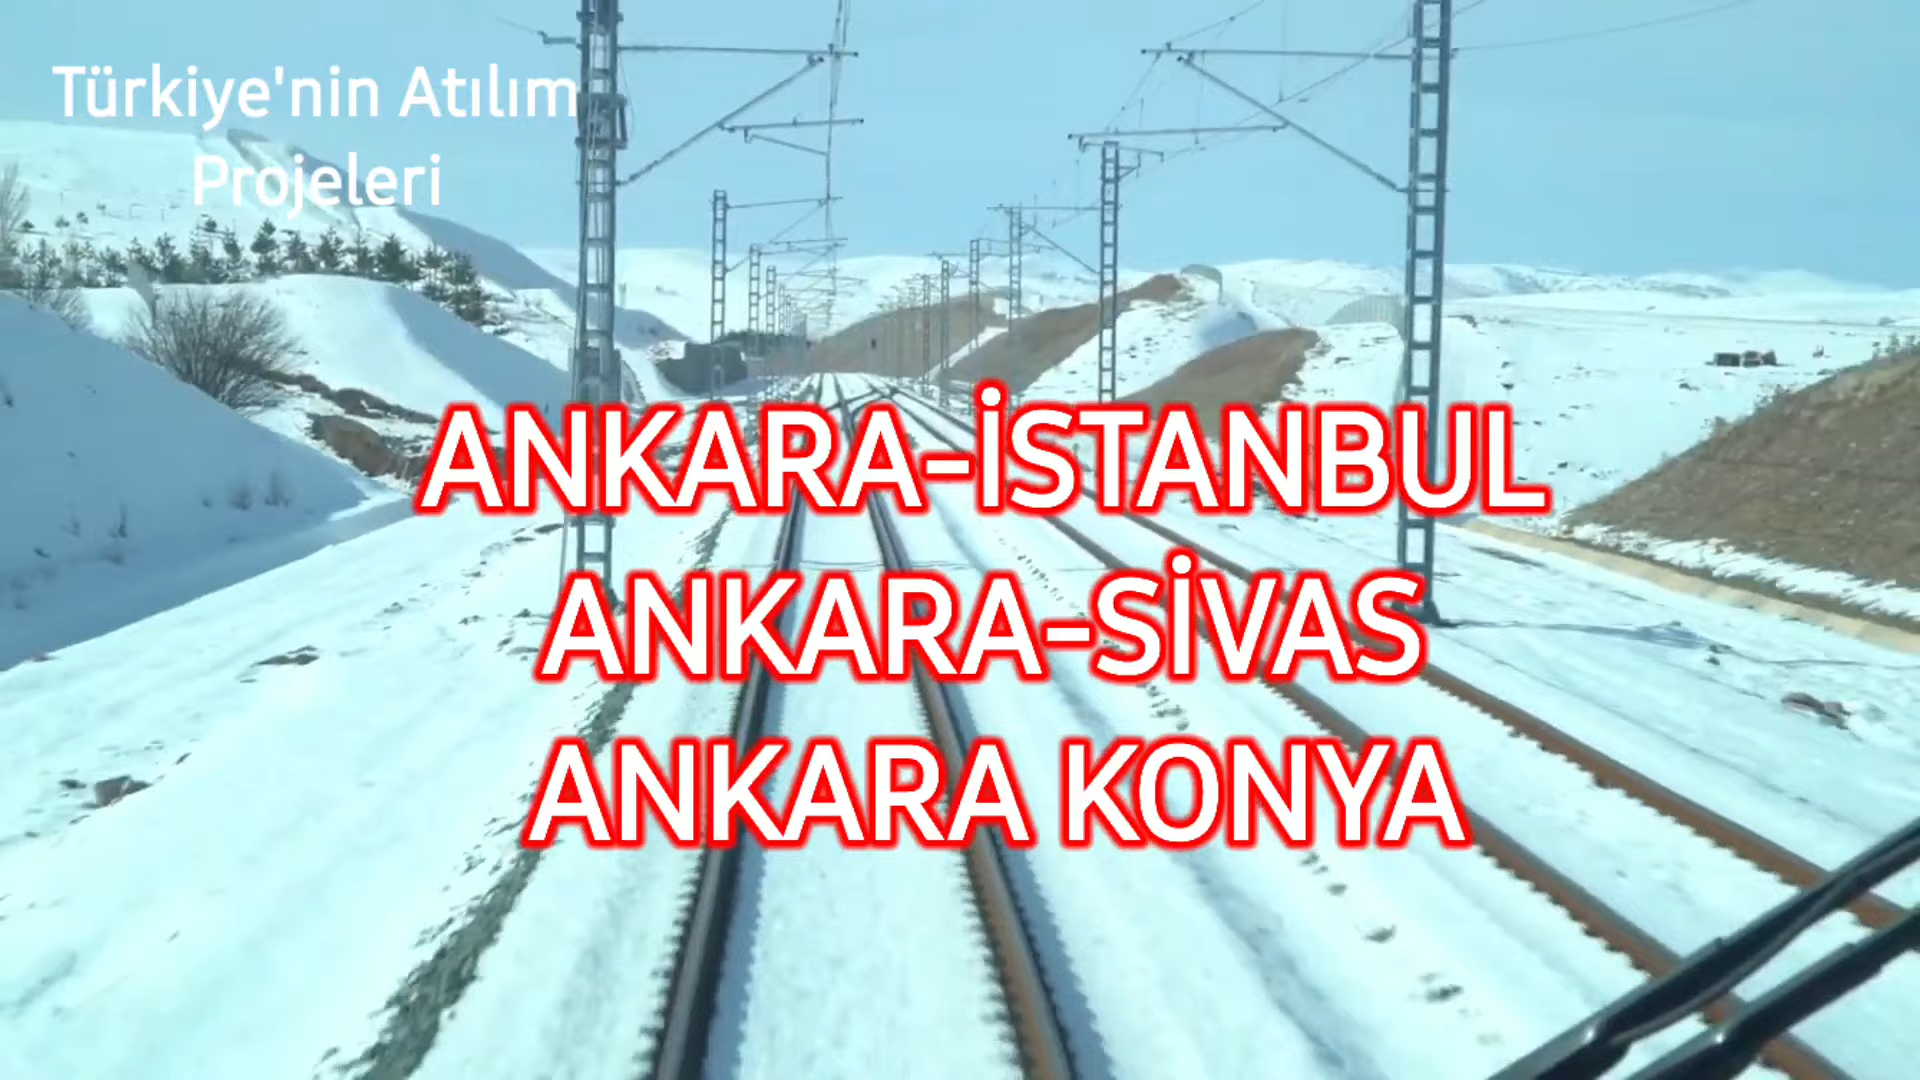 Türkiye'nin Atılım
Projeleri
ANKARA-İSTANBUL
ANKARA-SİVAS
ANKARA KONYA